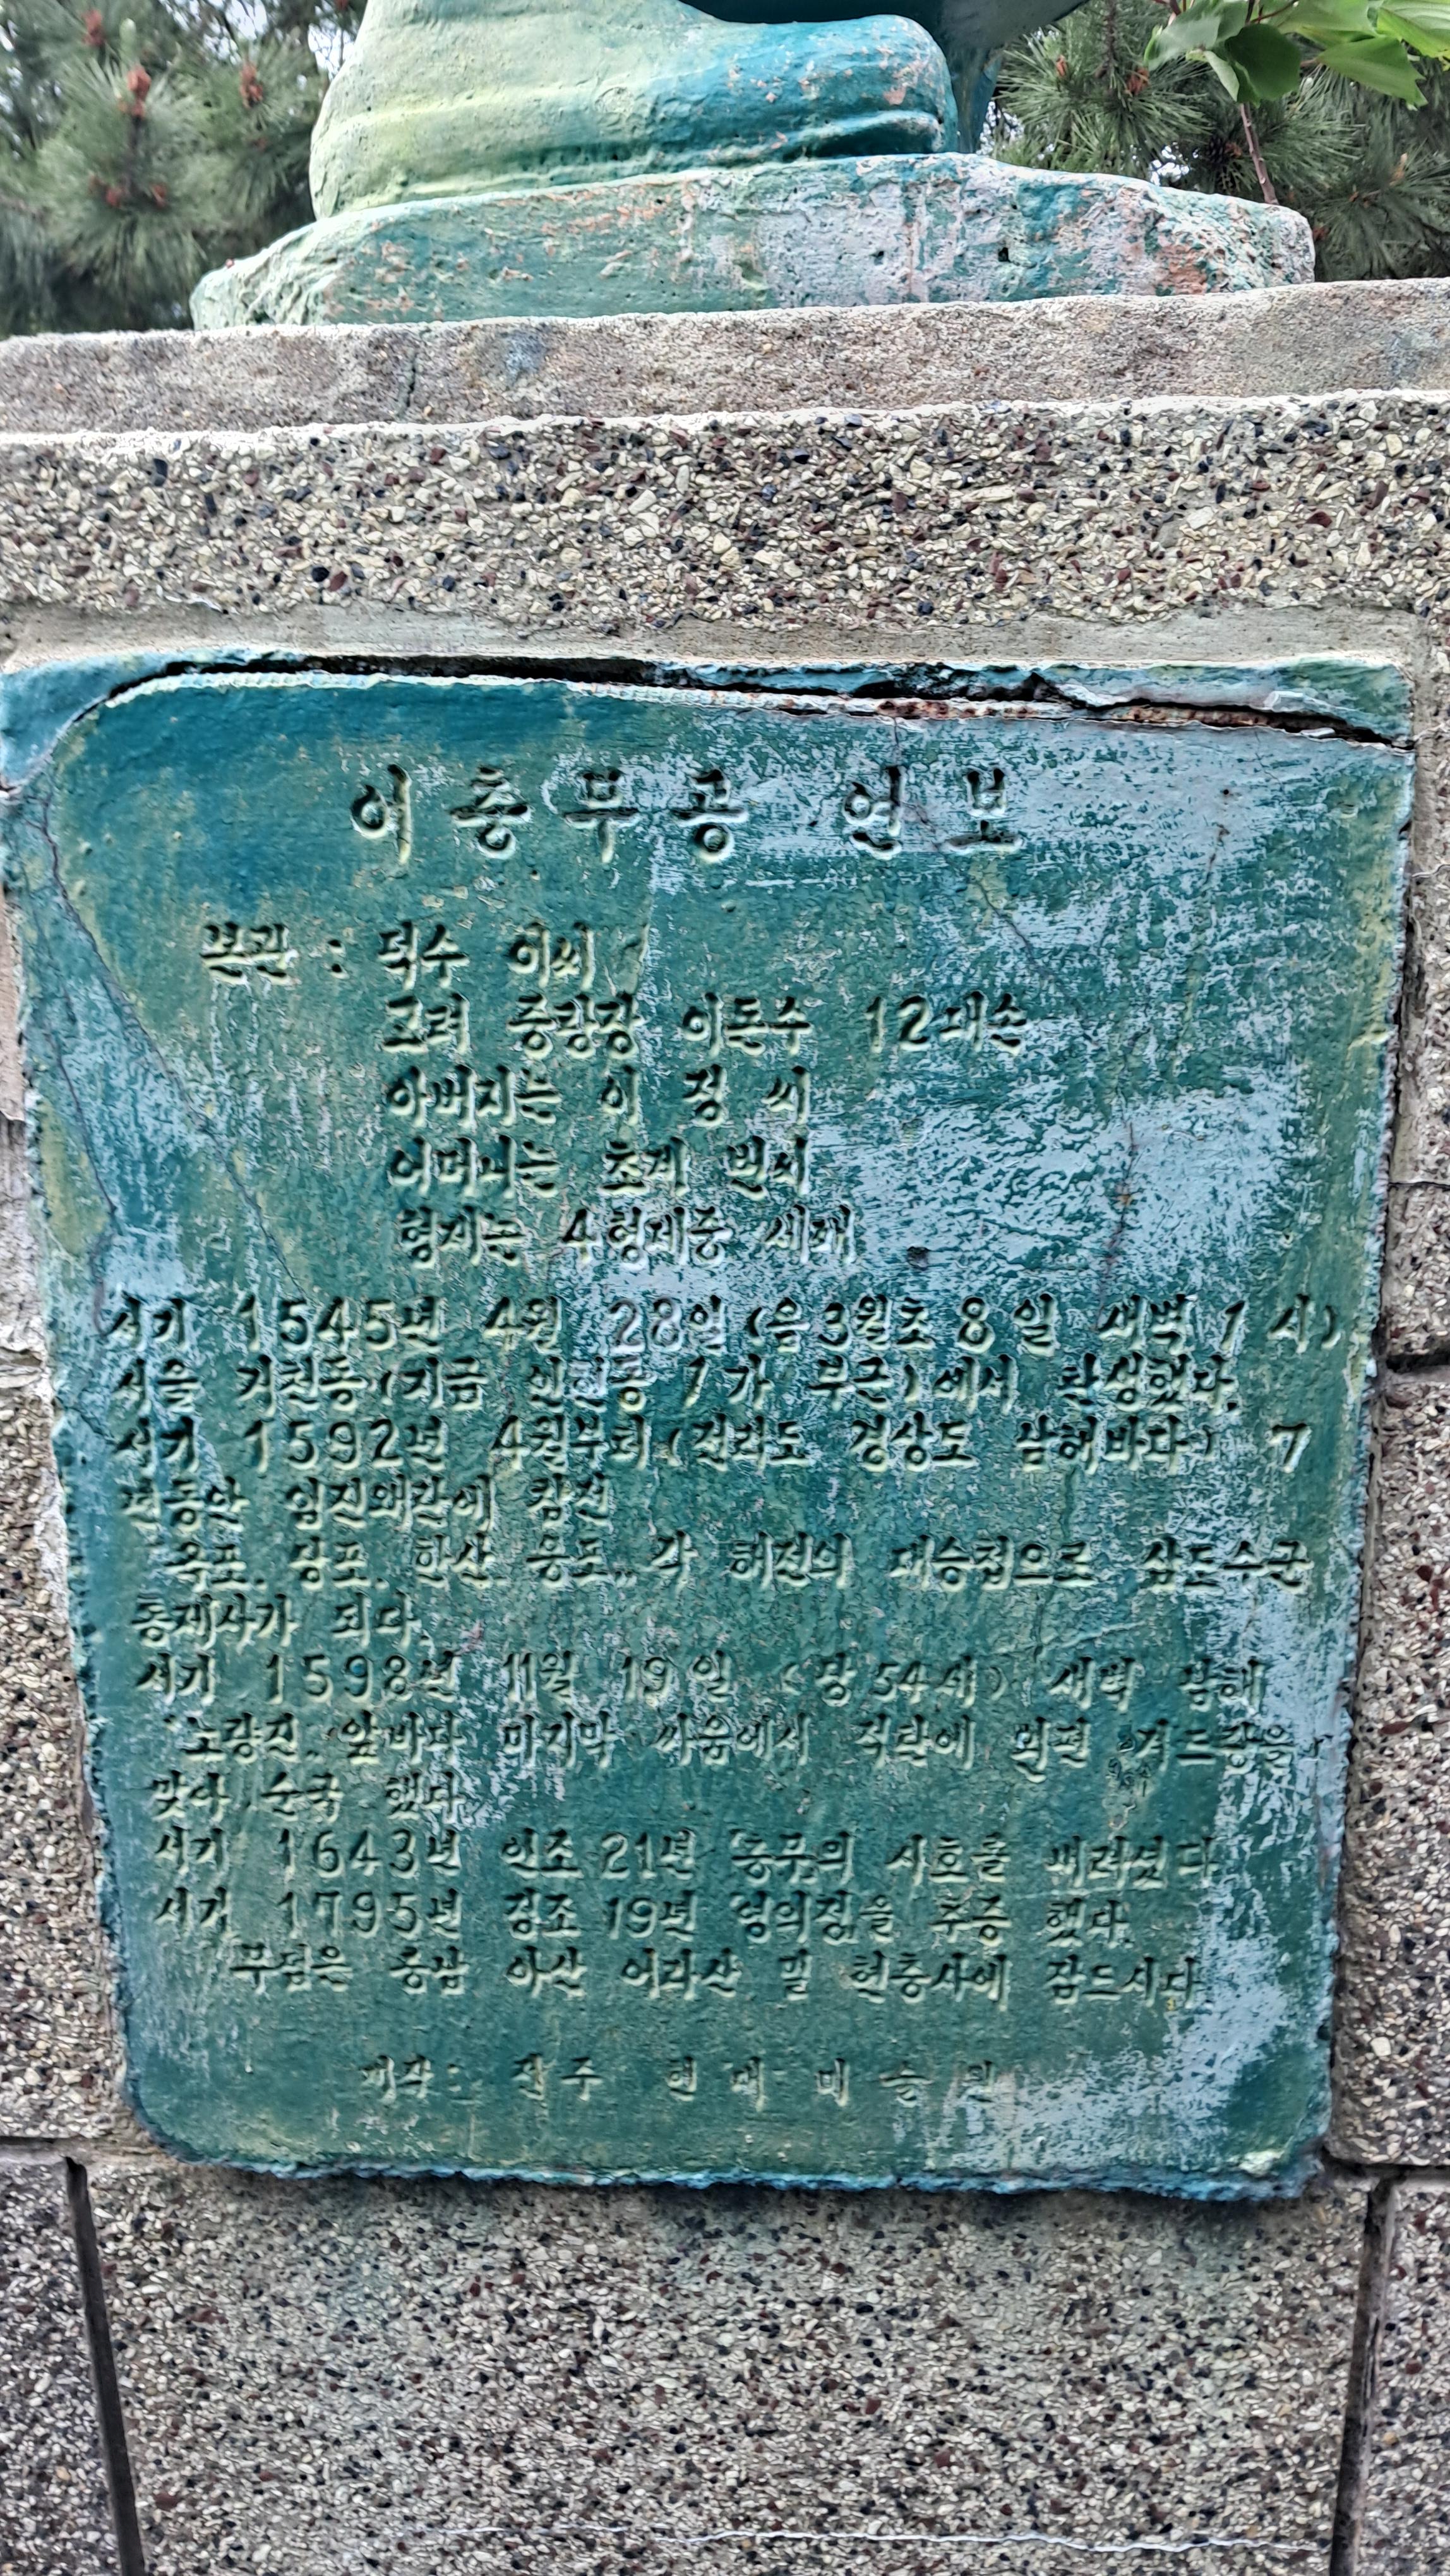 이충무공 연보
본관 : 덕수 이씨
고려 중랑장 이돈수 12대손
아버지는 이 정 씨
어머니는 초계 변씨
형제는 4형제중 세째
서기 1545년 4월 28일 (음3월초 8일 새벽 1시)
서울 건천동 (지금 인현동 1가 부근) 에서 탄생했다.
서기 1592년 4월부터 (전라도 경상도 남해바다) 7
년동안 임진왜란에 참전
옥포. 당포. 한산. 웅포.. 각 해전의 대승첩으로 삼도수군
통제사가 되다.
서기 1598년 11월 19일 (당54세) 새벽 남해
노량진. 앞바다 마지막 싸움에서 적탄에 왼편 겨드랑을
맞아 순국 했다.
서기 1643년 인조21년 충무의 시호를 내려셨다
서기 1795년 정조19년 영의정을 추증 했다.
무덤은 충남 아산 어라산 밑 현충사에 잠드시다
제작: 현대 미술원